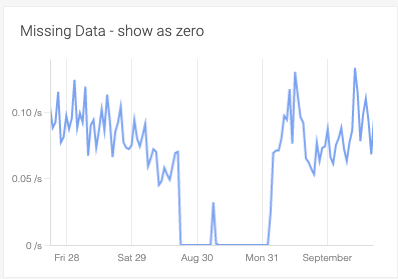 Missing Data - show as zero
0.10 /s
0.05 /s
0 /s
Fri 28 Sat 29 Aug 30 Mon 31 September